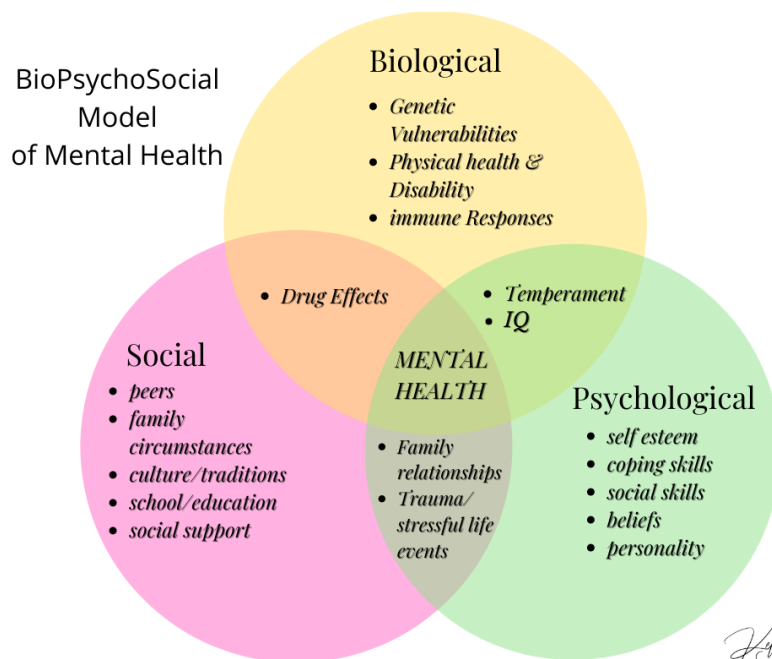 BioPsychoSocial
Model
of Mental Health
Biological
• Genetic
Vulnerabilities
• Physical health &
Disability
• immune Responses
• Drug Effects
• Temperament
• IQ
MENTAL
HEALTH
Social
• peers
• family
circumstances
• culture/traditions
• school/education
• social support
• Family
relationships
• Trauma/
stressful life
events
Psychological
• self esteem
• coping skills
• social skills
• beliefs
• personality